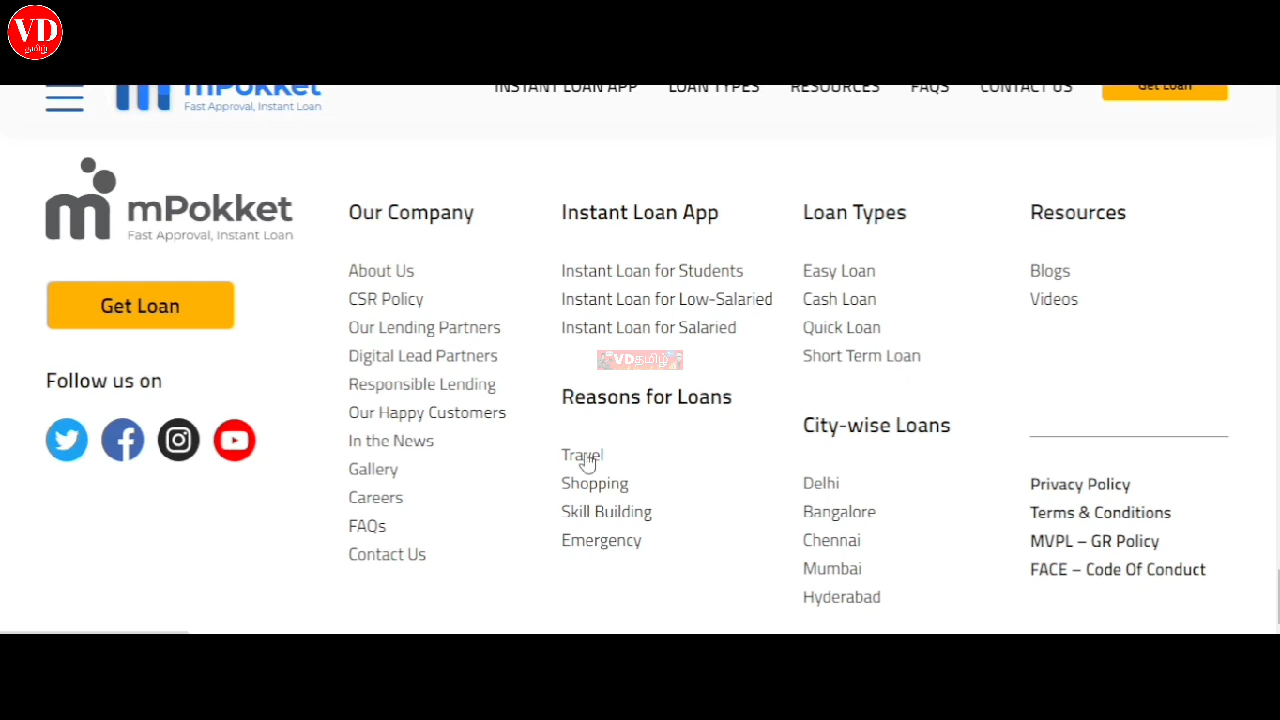 VD
தமிழ்
mPokket
Fast Approval, Instant Loan
INSTANT LOAN APP
LOAN TYPES
RESOURCES
FAQS
CONTACT US
Get Loan
mPokket
Fast Approval, Instant Loan
Get Loan
Follow us on
Our Company
About Us
CSR Policy
Our Lending Partners
Digital Lead Partners
Responsible Lending
Our Happy Customers
In the News
Gallery
Careers
FAQs
Contact Us
Instant Loan App
Instant Loan for Students
Instant Loan for Low-Salaried
Instant Loan for Salaried
VDதமிழ்
Reasons for Loans
Travel
Shopping
Skill Building
Emergency
Loan Types
Easy Loan
Cash Loan
Quick Loan
Short Term Loan
City-wise Loans
Delhi
Bangalore
Chennai
Mumbai
Hyderabad
Resources
Blogs
Videos
Privacy Policy
Terms & Conditions
MVPL – GR Policy
FACE – Code Of Conduct